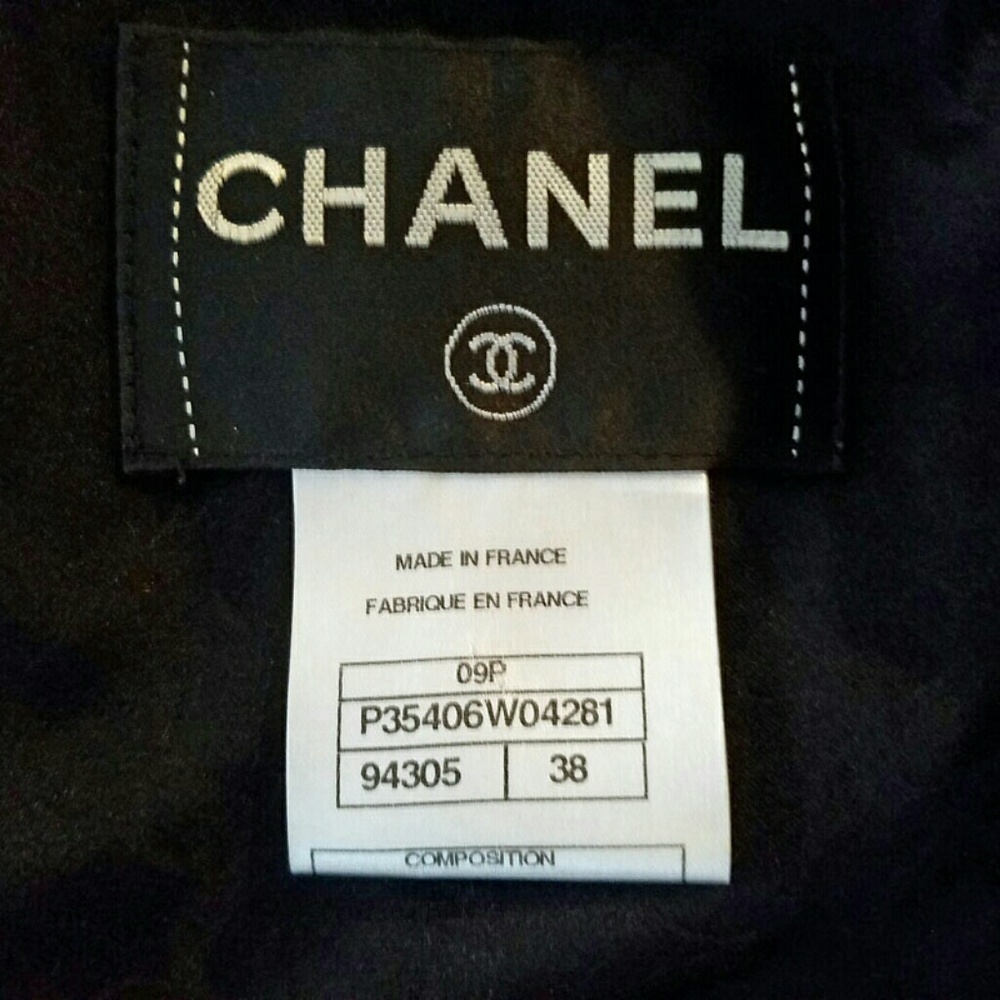 CHANEL
MADE IN FRANCE
FABRIQUE EN FRANCE
09P
P35406W04281
94305 38
COMPOSITION